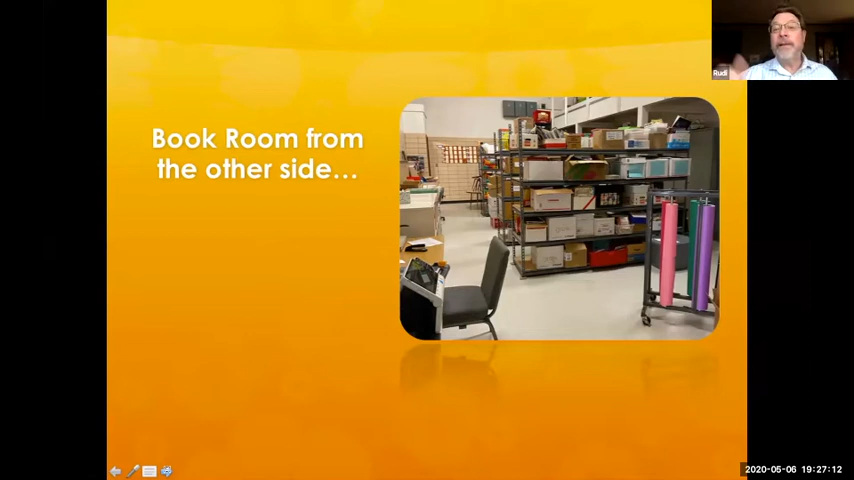 Rudi
Book Room from
the other side...
2020-05-06 19:27:12